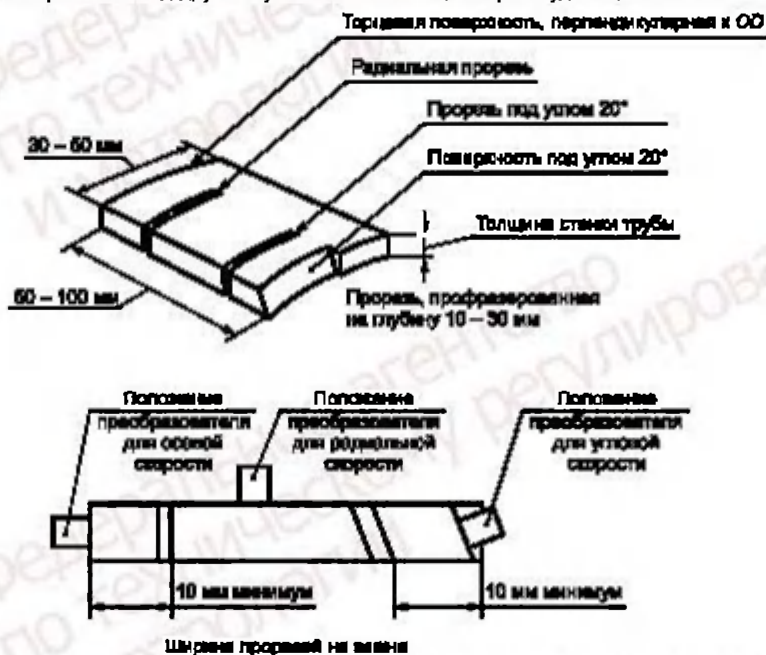 Торцевая поверхность, перпендикулярная к OD
Радиальная прорезь
Прорезь под углом 20°
30 – 50 мм
Поверхность под углом 20°
Толщина стенки трубы
60 – 100 мм
Прорезь, профрезерованная
на глубину 10 – 30 мм
Положение
преобразователя
для осевой
скорости
Положение
преобразователя
для радиальной
скорости
Положение
преобразователя
для угловой
скорости
10 мм минимум
10 мм минимум
Ширина прорезей не